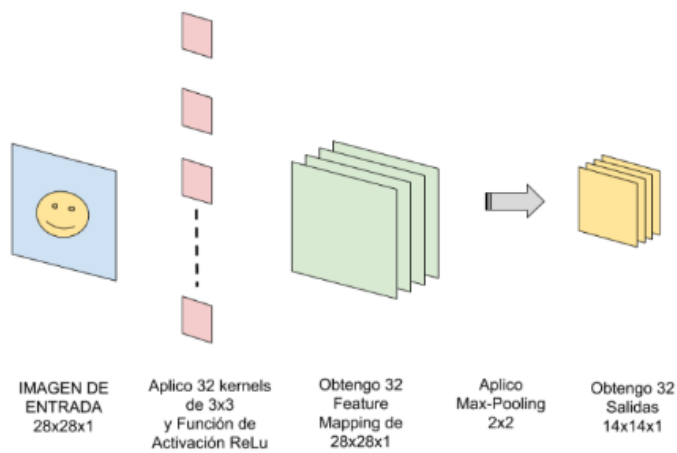 IMAGEN DE
ENTRADA
28x28x1
Aplico 32 kernels
de 3x3
y Función de
Activación ReLu
Obtengo 32
Feature
Mapping de
28x28x1
Aplico
Max-Pooling
2x2
Obtengo 32
Salidas
14x14x1